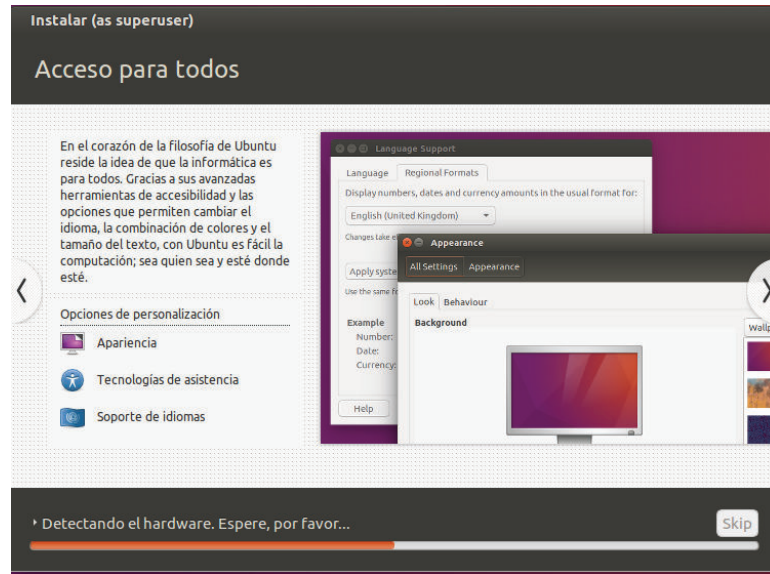 Instalar (as superuser)
Acceso para todos
En el corazón de la filosofía de Ubuntu
reside la idea de que la informática es
para todos. Gracias a sus avanzadas
herramientas de accesibilidad y las
opciones que permiten cambiar el
idioma, la combinación de colores y el
tamaño del texto, con Ubuntu es fácil la
computación; sea quien sea y esté donde
esté.
Opciones de personalización
Apariencia
Tecnologías de asistencia
Soporte de idiomas
Language Support
Language Regional Formats
Display numbers, dates and currency amounts in the usual format for:
English (United Kingdom)
Changes take
Apply
Use the same
Example
Number:
Date:
Currency:
Help
Appearance
All Settings Appearance
Look Behaviour
Background
Detectando el hardware. Espere, por favor...
Skip